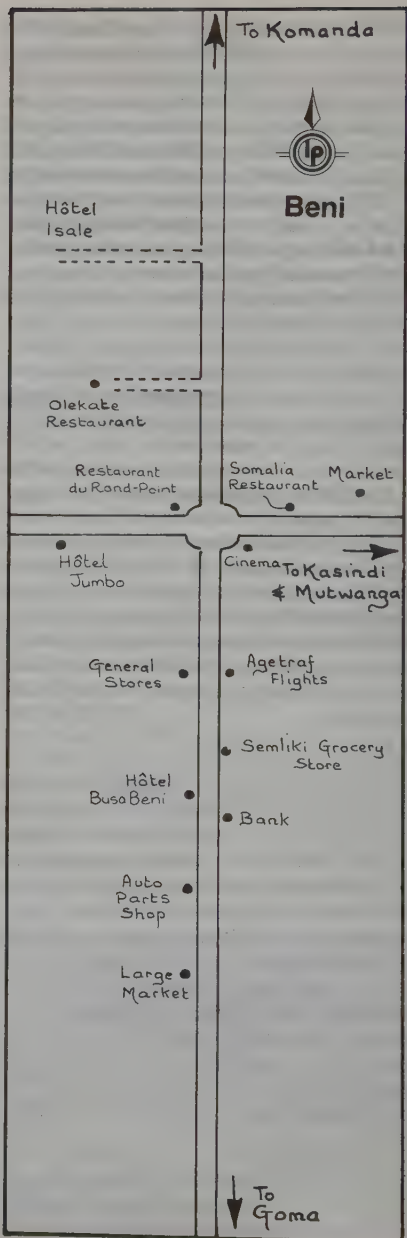 To Komanda
lp
Beni
Hôtel
Isale
Olekate
Restaurant
Restaurant
du Rond-Point
Somalia
Restaurant
Market
Hôtel
Jumbo
Cinema
To Kasindi
& Mutwanga
General
Stores
Agetraf
Flights
Semliki Grocery
Store
Hôtel
Busa Beni
Bank
Auto
Parts
Shop
Large
Market
To
Goma